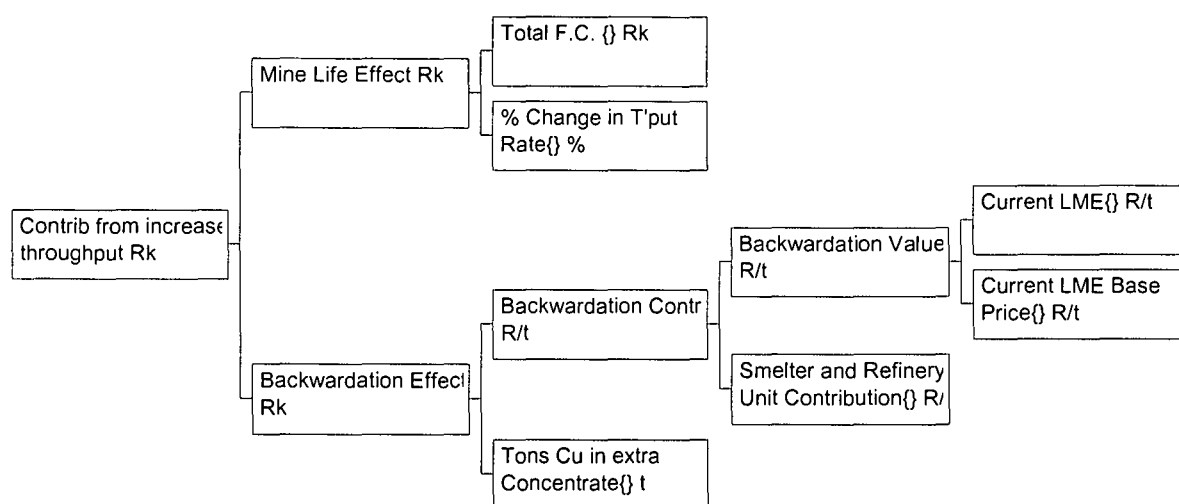 Total F.C. {} Rk
Mine Life Effect Rk
% Change in T'put
Rate{} %
Contrib from increase
throughput Rk
Current LME{} R/t
Backwardation Value
R/t
Current LME Base
Price{} R/t
Backwardation Contr
R/t
Smelter and Refinery
Unit Contribution{} R/
Backwardation Effect
Rk
Tons Cu in extra
Concentrate{} t